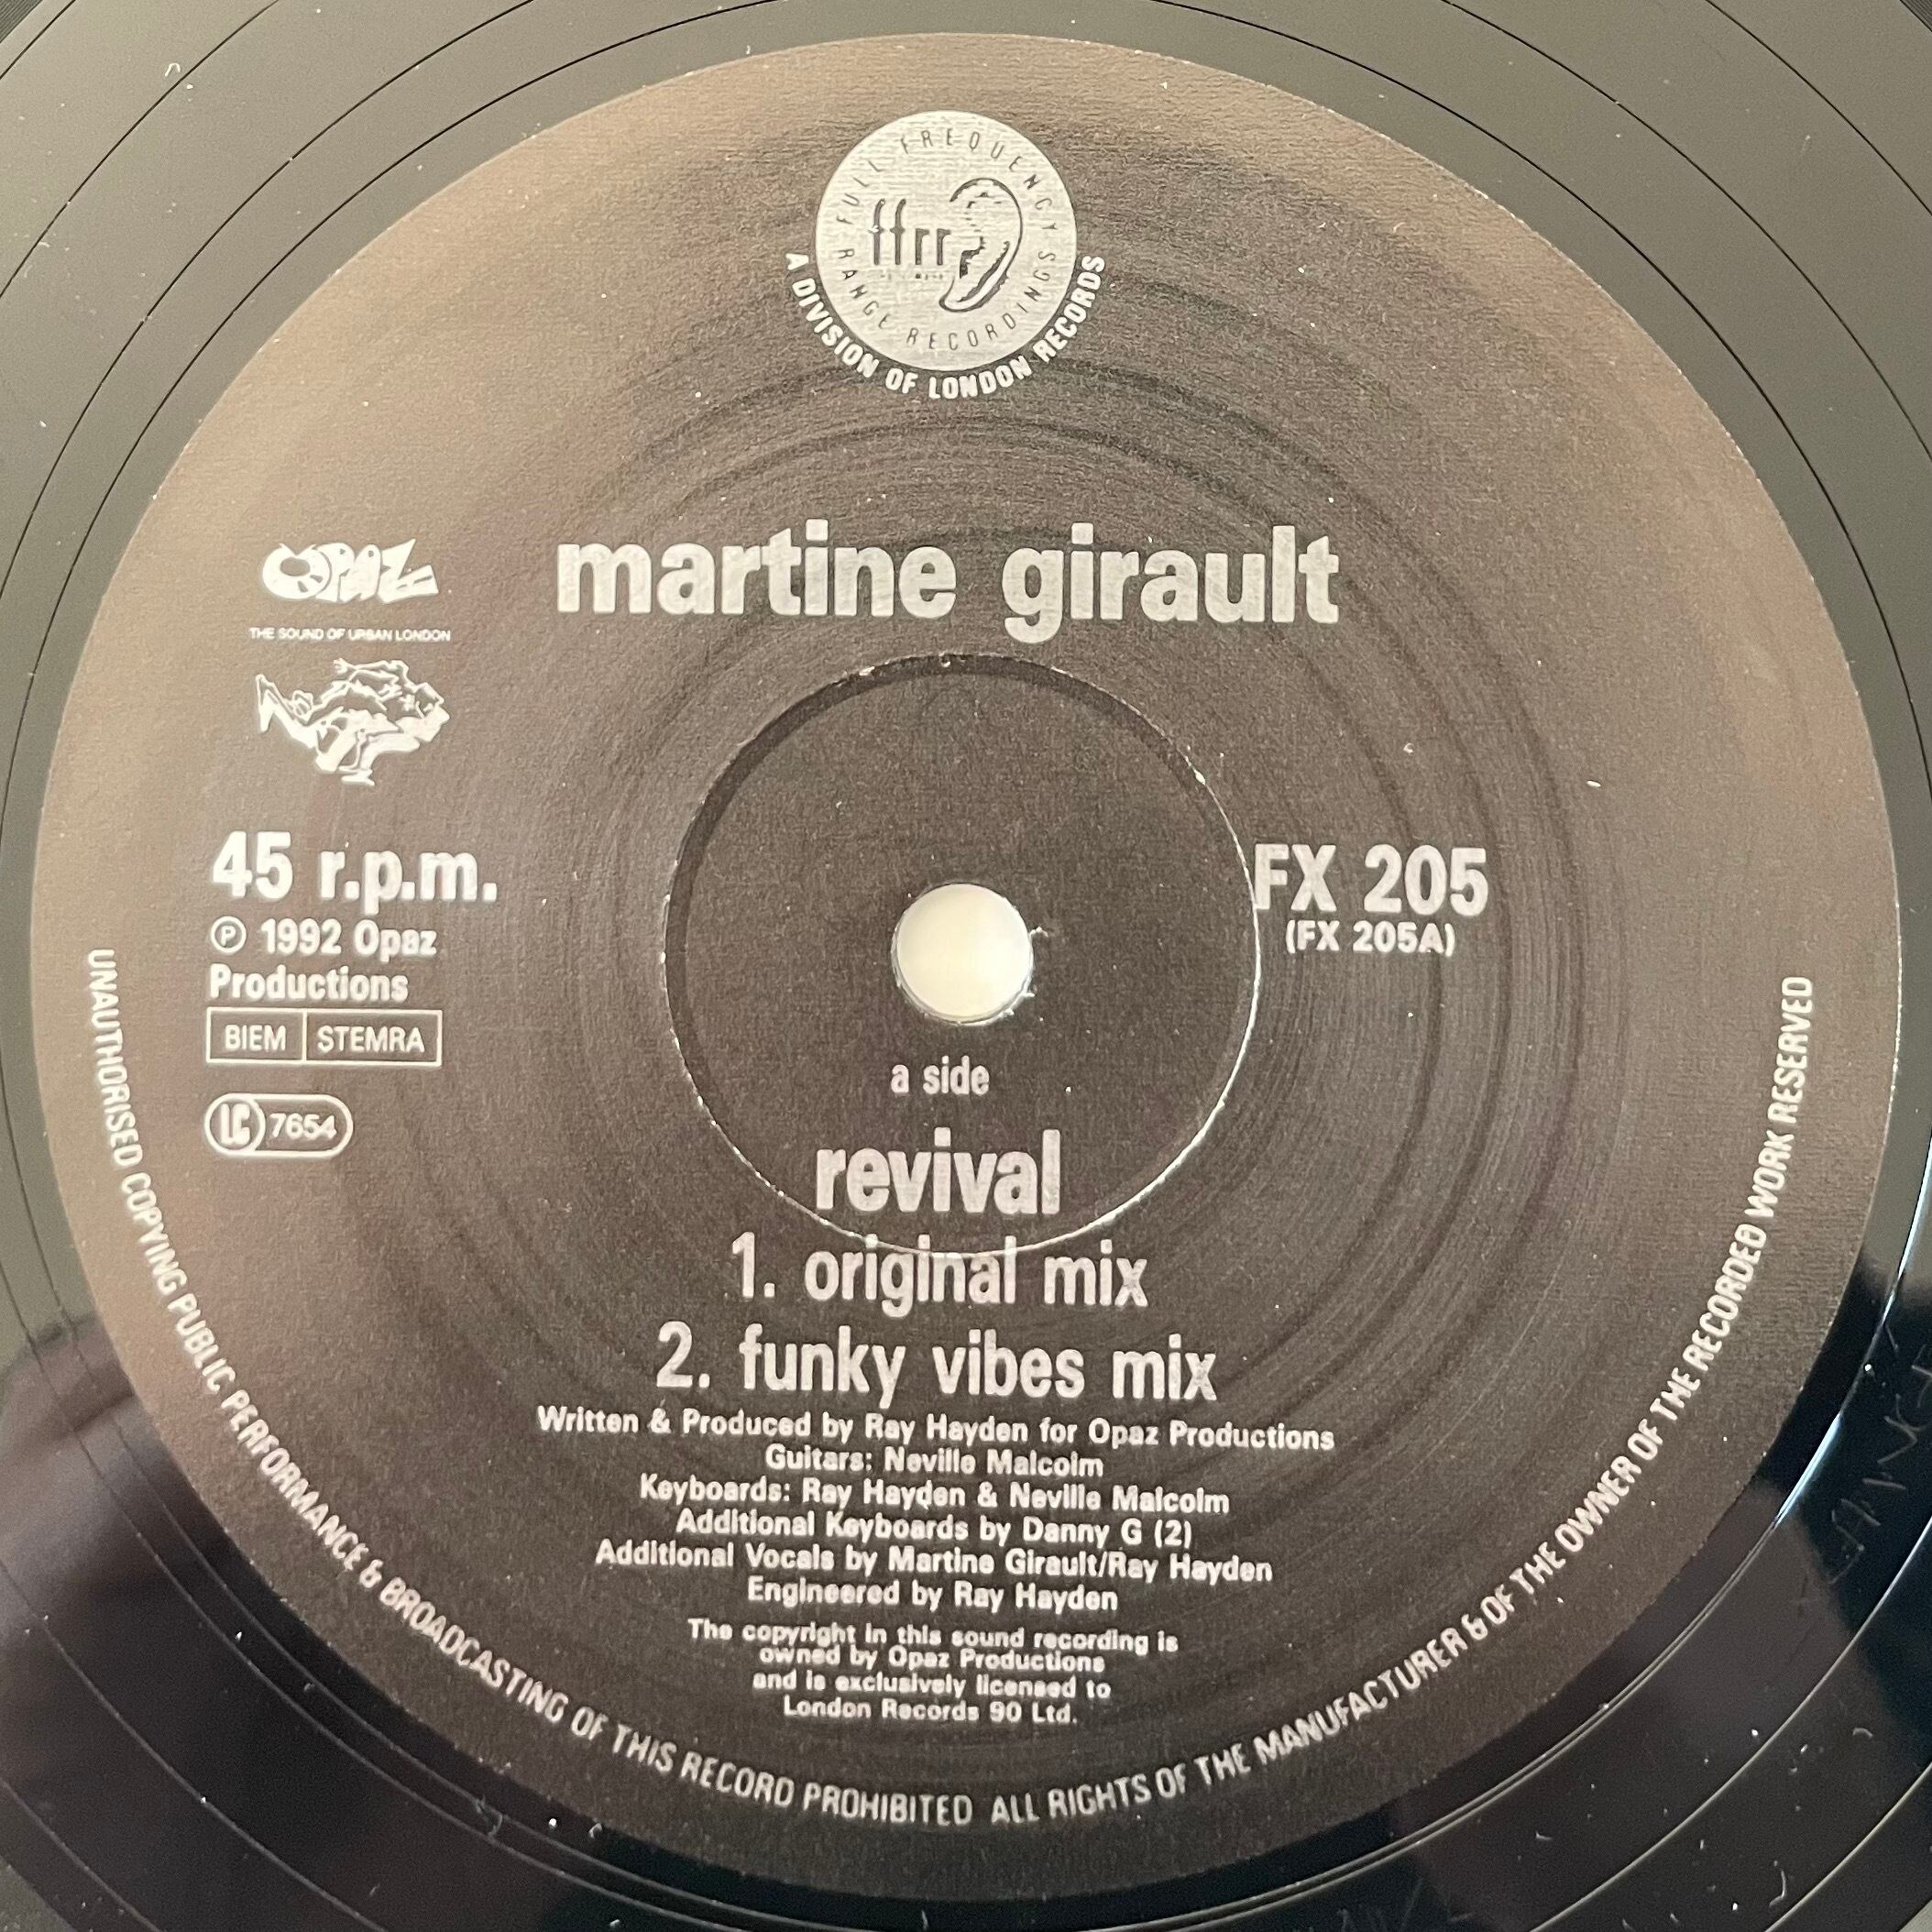 FULL FREQUENCY
RANGE RECORDINGS
ffrr
A DIVISION OF LONDON RECORDS
OPAZ
THE SOUND OF URBAN LONDON
martine girault
45 r.p.m.
℗ 1992 Opaz
Productions
BIEM STEMRA
LC 7654
FX 205
(FX 205A)
a side
revival
1. original mix
2. funky vibes mix
Written & Produced by Ray Hayden for Opaz Productions
Guitars: Neville Malcolm
Keyboards: Ray Hayden & Neville Malcolm
Additional Keyboards by Danny G (2)
Additional Vocals by Martine Girault/Ray Hayden
Engineered by Ray Hayden
The copyright in this sound recording is
owned by Opaz Productions
and is exclusively licensed to
London Records 90 Ltd.
UNAUTHORISED COPYING PUBLIC PERFORMANCE & BROADCASTING OF THIS RECORD PROHIBITED ALL RIGHTS OF THE MANUFACTURER & OF THE OWNER OF THE RECORDED WORK RESERVED